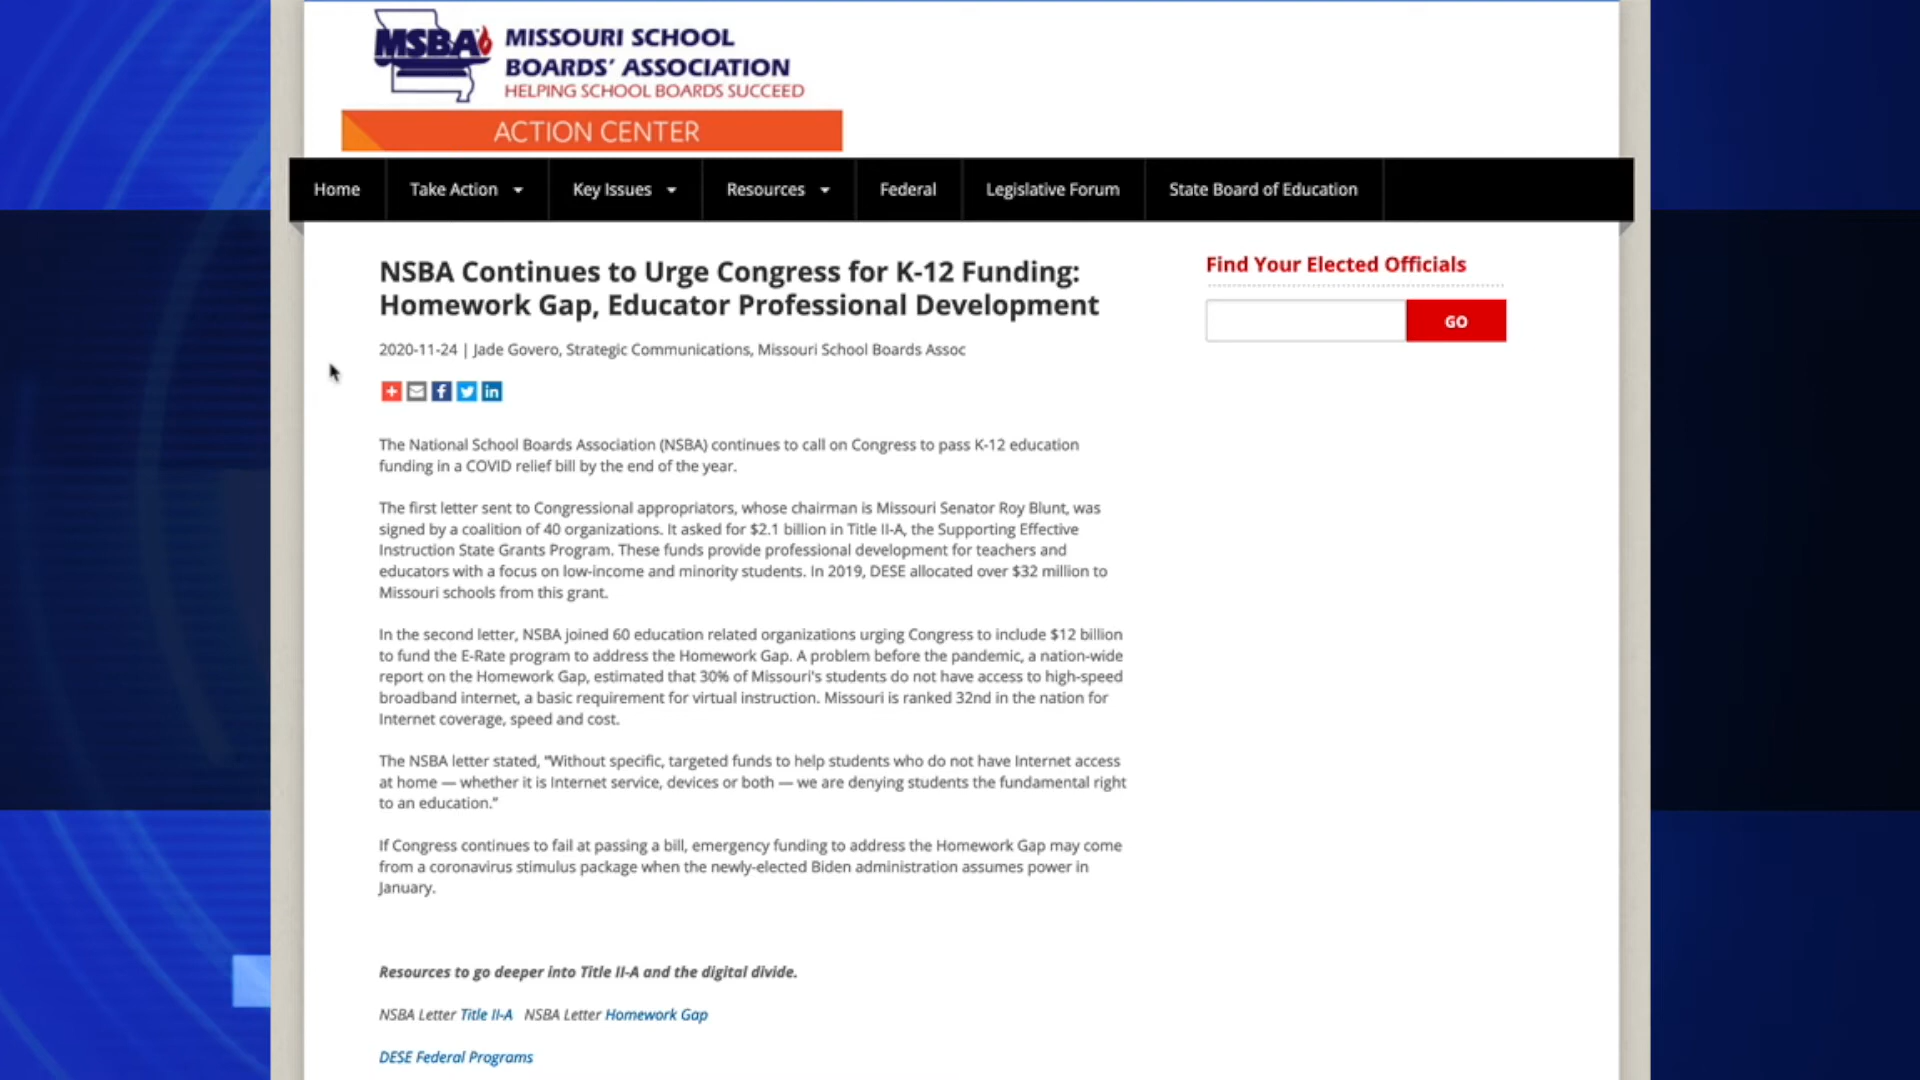 MSBA
MISSOURI SCHOOL
BOARDS' ASSOCIATION
HELPING SCHOOL BOARDS SUCCEED
ACTION CENTER
Home Take Action Key Issues Resources Federal Legislative Forum State Board of Education
NSBA Continues to Urge Congress for K-12 Funding:
Homework Gap, Educator Professional Development
2020-11-24 | Jade Govero, Strategic Communications, Missouri School Boards Assoc
The National School Boards Association (NSBA) continues to call on Congress to pass K-12 education
funding in a COVID relief bill by the end of the year.
The first letter sent to Congressional appropriators, whose chairman is Missouri Senator Roy Blunt, was
signed by a coalition of 40 organizations. It asked for $2.1 billion in Title II-A, the Supporting Effective
Instruction State Grants Program. These funds provide professional development for teachers and
educators with a focus on low-income and minority students. In 2019, DESE allocated over $32 million to
Missouri schools from this grant.
In the second letter, NSBA joined 60 education related organizations urging Congress to include $12 billion
to fund the E-Rate program to address the Homework Gap. A problem before the pandemic, a nation-wide
report on the Homework Gap, estimated that 30% of Missouri's students do not have access to high-speed
broadband internet, a basic requirement for virtual instruction. Missouri is ranked 32nd in the nation for
Internet coverage, speed and cost.
The NSBA letter stated, "Without specific, targeted funds to help students who do not have Internet access
at home — whether it is Internet service, devices or both — we are denying students the fundamental right
to an education."
If Congress continues to fail at passing a bill, emergency funding to address the Homework Gap may come
from a coronavirus stimulus package when the newly-elected Biden administration assumes power in
January.
Resources to go deeper into Title II-A and the digital divide.
NSBA Letter Title II-A NSBA Letter Homework Gap
DESE Federal Programs
Find Your Elected Officials
GO